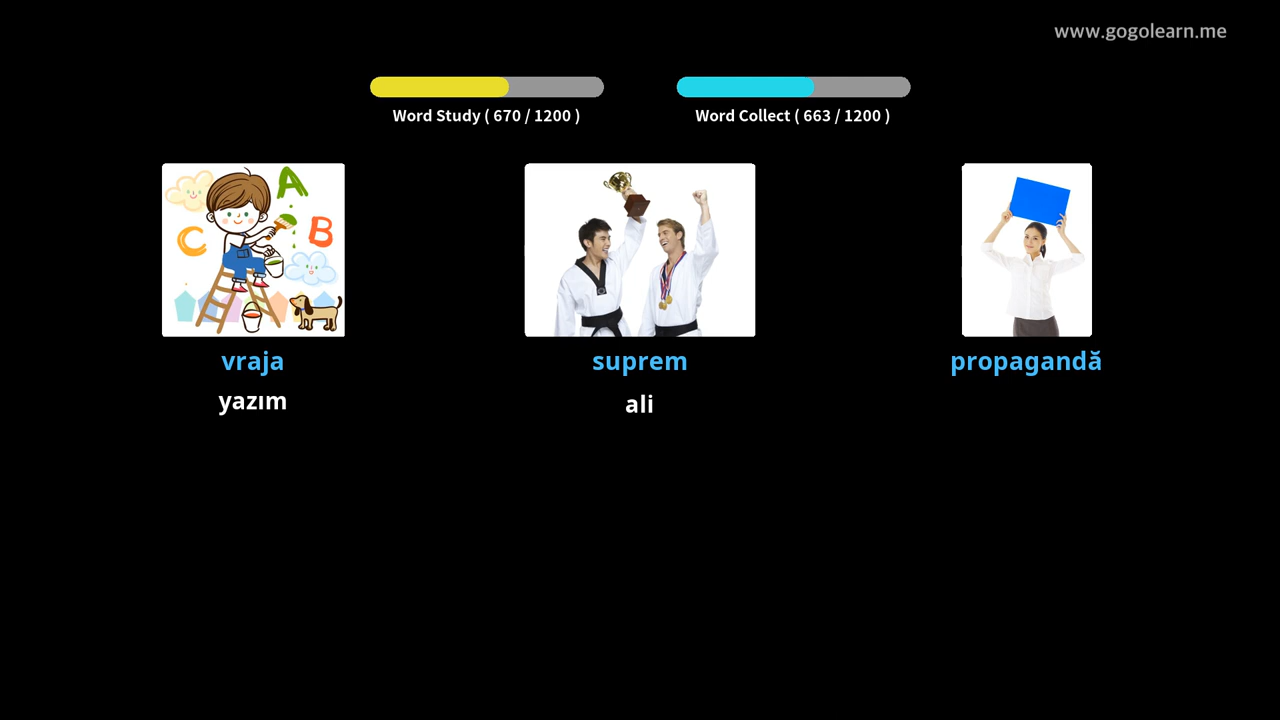 www.gogolearn.me
Word Study ( 670 / 1200 )
Word Collect ( 663 / 1200 )
A
B
C
vraja
suprem
propagandă
yazım
ali